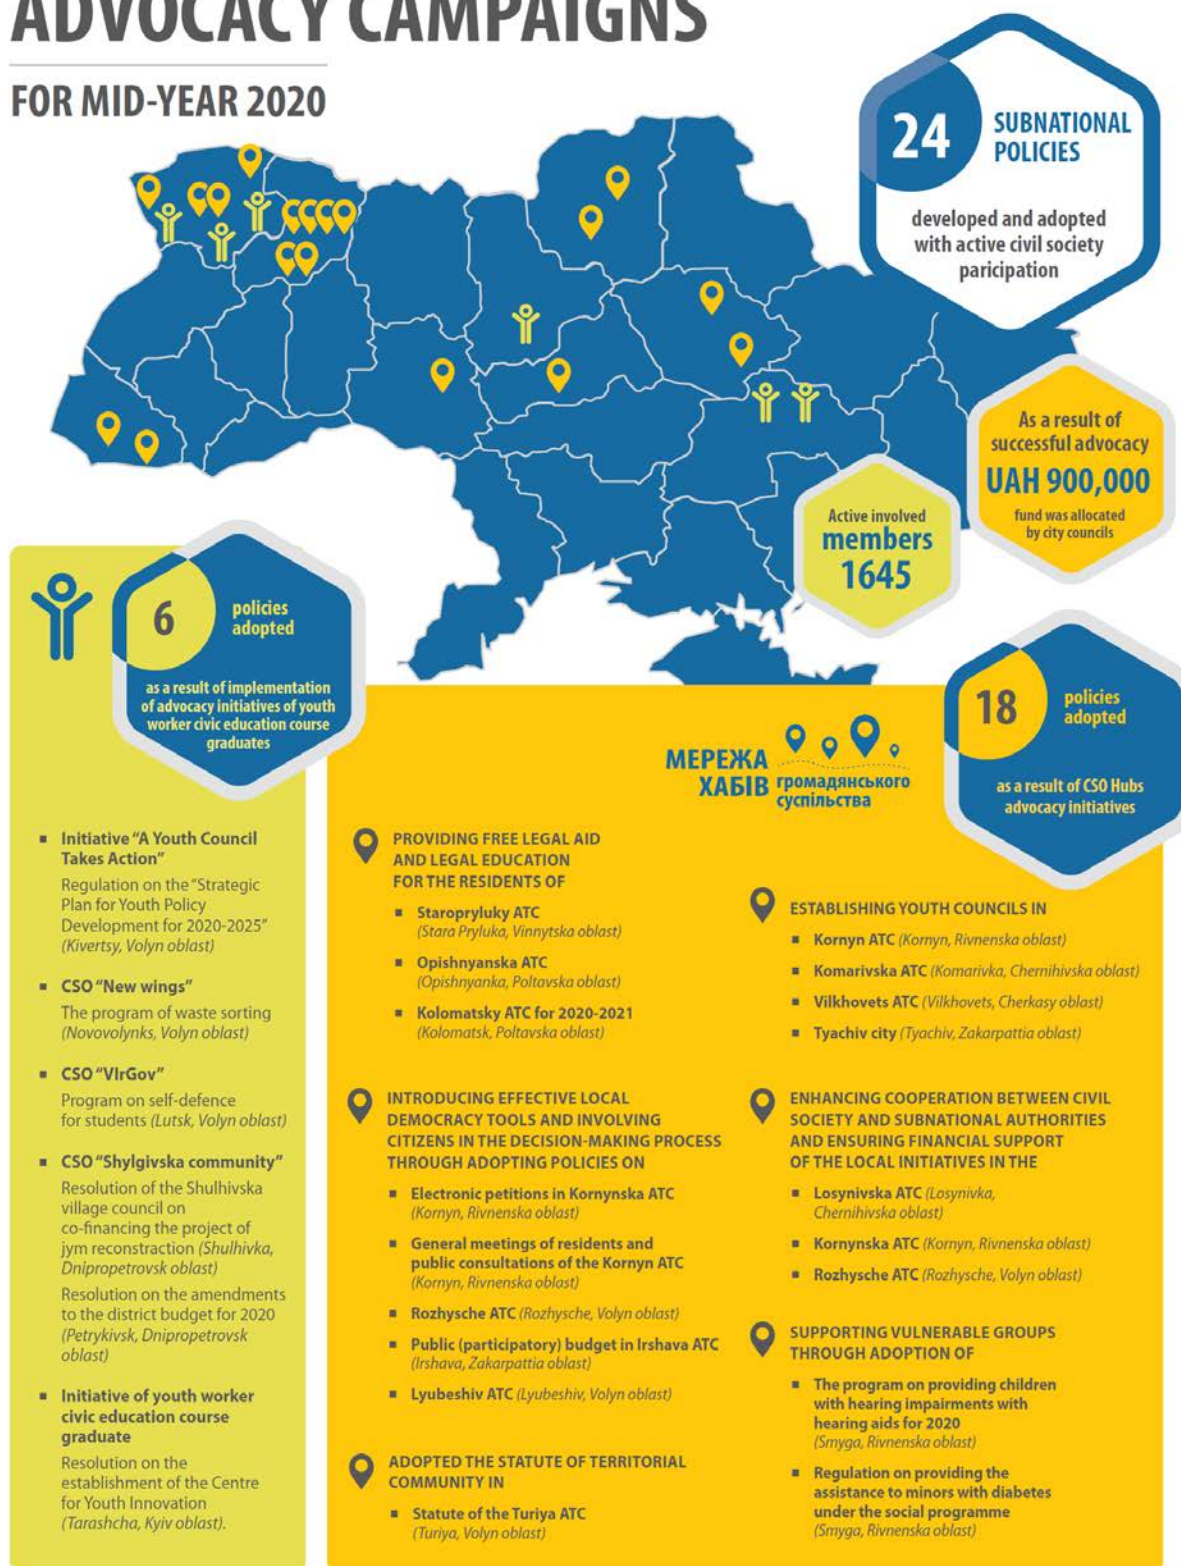 ADVOCACY CAMPAIGNS
FOR MID-YEAR 2020
24
SUBNATIONAL
POLICIES
developed and adopted
with active civil society
paricipation
As a result of
successful advocacy
UAH 900,000
fund was allocated
by city councils
Active involved
members
1645
6
policies
adopted
as a result of implementation
of advocacy initiatives of youth
worker civic education course
graduates
18
policies
adopted
as a result of CSO Hubs
advocacy initiatives
МЕРЕЖА
ХАБІВ
громадянського
суспільства
▪ Initiative "A Youth Council
Takes Action"
Regulation on the "Strategic
Plan for Youth Policy
Development for 2020-2025"
(Kivertsy, Volyn oblast)
▪ CSO "New wings"
The program of waste sorting
(Novovolynks, Volyn oblast)
▪ CSO "VIrGov"
Program on self-defence
for students (Lutsk, Volyn oblast)
▪ CSO "Shylgivska community"
Resolution of the Shulhivska
village council on
co-financing the project of
jym reconstraction (Shulhivka,
Dnipropetrovsk oblast)
Resolution on the amendments
to the district budget for 2020
(Petrykivsk, Dnipropetrovsk
oblast)
▪ Initiative of youth worker
civic education course
graduate
Resolution on the
establishment of the Centre
for Youth Innovation
(Tarashcha, Kyiv oblast).
PROVIDING FREE LEGAL AID
AND LEGAL EDUCATION
FOR THE RESIDENTS OF
▪ Staropryluky ATC
(Stara Pryluka, Vinnytska oblast)
▪ Opishnyanska ATC
(Opishnyanka, Poltavska oblast)
▪ Kolomatsky ATC for 2020-2021
(Kolomatsk, Poltavska oblast)
INTRODUCING EFFECTIVE LOCAL
DEMOCRACY TOOLS AND INVOLVING
CITIZENS IN THE DECISION-MAKING PROCESS
THROUGH ADOPTING POLICIES ON
▪ Electronic petitions in Kornynska ATC
(Kornyn, Rivnenska oblast)
▪ General meetings of residents and
public consultations of the Kornyn ATC
(Kornyn, Rivnenska oblast)
▪ Rozhysche ATC (Rozhysche, Volyn oblast)
▪ Public (participatory) budget in Irshava ATC
(Irshava, Zakarpattia oblast)
▪ Lyubeshiv ATC (Lyubeshiv, Volyn oblast)
ADOPTED THE STATUTE OF TERRITORIAL
COMMUNITY IN
▪ Statute of the Turiya ATC
(Turiya, Volyn oblast)
ESTABLISHING YOUTH COUNCILS IN
▪ Kornyn ATC (Kornyn, Rivnenska oblast)
▪ Komarivska ATC (Komarivka, Chernihivska oblast)
▪ Vilkhovets ATC (Vilkhovets, Cherkasy oblast)
▪ Tyachiv city (Tyachiv, Zakarpattia oblast)
ENHANCING COOPERATION BETWEEN CIVIL
SOCIETY AND SUBNATIONAL AUTHORITIES
AND ENSURING FINANCIAL SUPPORT
OF THE LOCAL INITIATIVES IN THE
▪ Losynivska ATC (Losynivka,
Chernihivska oblast)
▪ Kornynska ATC (Kornyn, Rivnenska oblast)
▪ Rozhysche ATC (Rozhysche, Volyn oblast)
SUPPORTING VULNERABLE GROUPS
THROUGH ADOPTION OF
▪ The program on providing children
with hearing impairments with
hearing aids for 2020
(Smyga, Rivnenska oblast)
▪ Regulation on providing the
assistance to minors with diabetes
under the social programme
(Smyga, Rivnenska oblast)